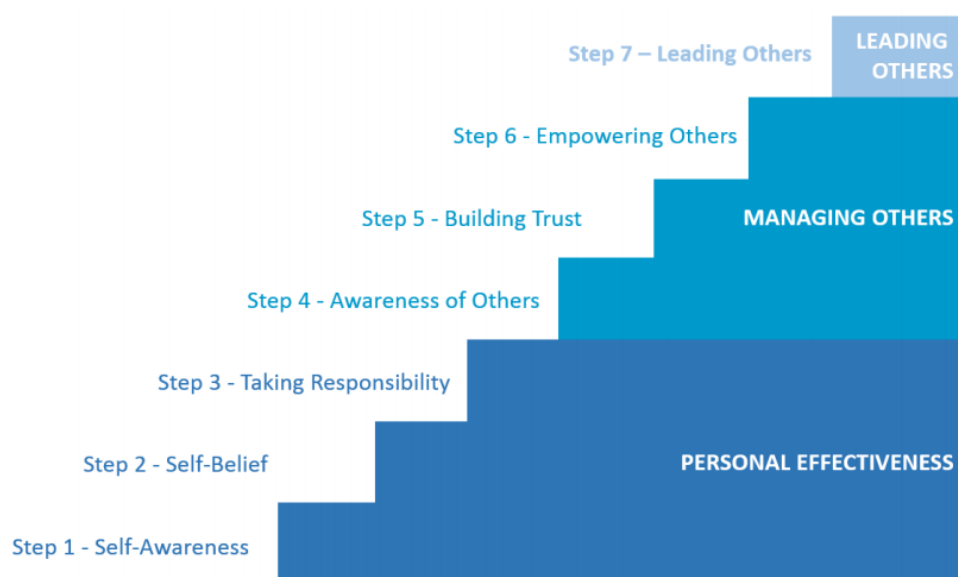 Step 7 – Leading Others
LEADING
OTHERS
Step 6 - Empowering Others
Step 5 - Building Trust
MANAGING OTHERS
Step 4 - Awareness of Others
Step 3 - Taking Responsibility
Step 2 - Self-Belief
PERSONAL EFFECTIVENESS
Step 1 - Self-Awareness